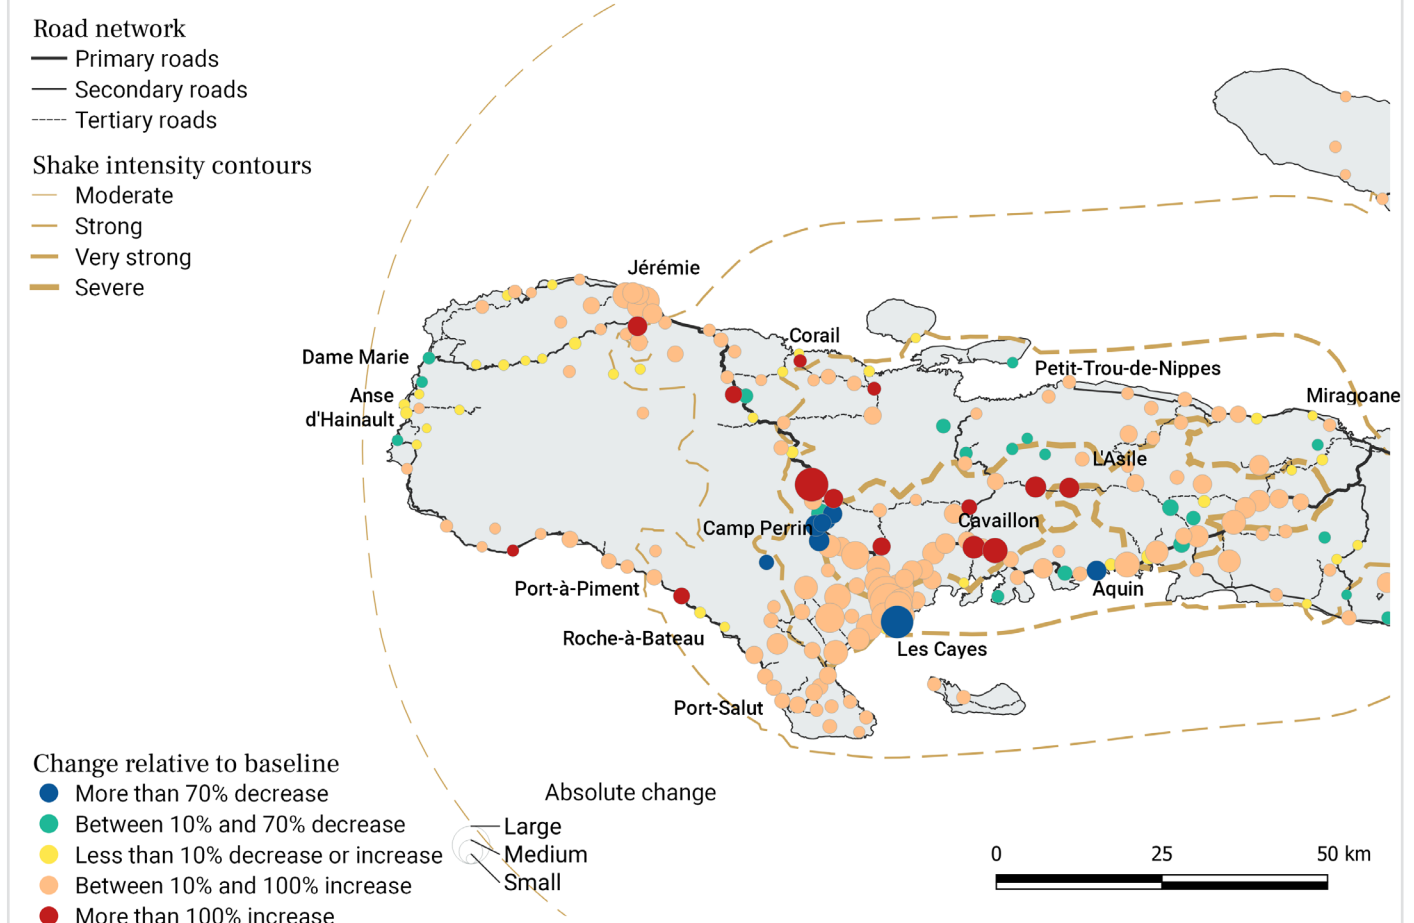 Road network
Primary roads
Secondary roads
Tertiary roads
Shake intensity contours
Moderate
Strong
Very strong
Severe
Jérémie
Corail
Dame Marie
Petit-Trou-de-Nippes
Anse
d'Hainault
Miragoane
L'Asile
Camp Perrin
Cavaillon
Port-à-Piment
Aquin
Roche-à-Bateau
Les Cayes
Port-Salut
Change relative to baseline
More than 70% decrease
Between 10% and 70% decrease
Less than 10% decrease or increase
Between 10% and 100% increase
More than 100% increase
Absolute change
Large
Medium
Small
0 25 50 km